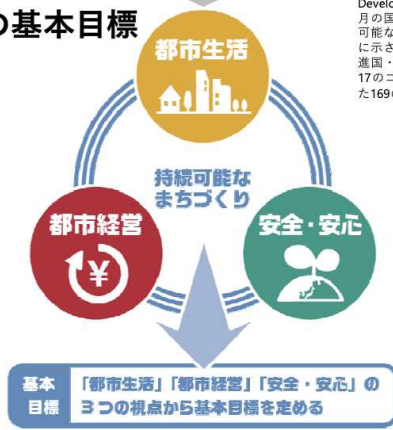 の基本目標
Develo
月の国
可能な
に示さ
進国・
17のゴ
た169
都市生活
持続可能な
まちづくり
都市経営
¥
安全・安心
基本
目標
「都市生活」「都市経営」「安全・安心」の
3つの視点から基本目標を定める